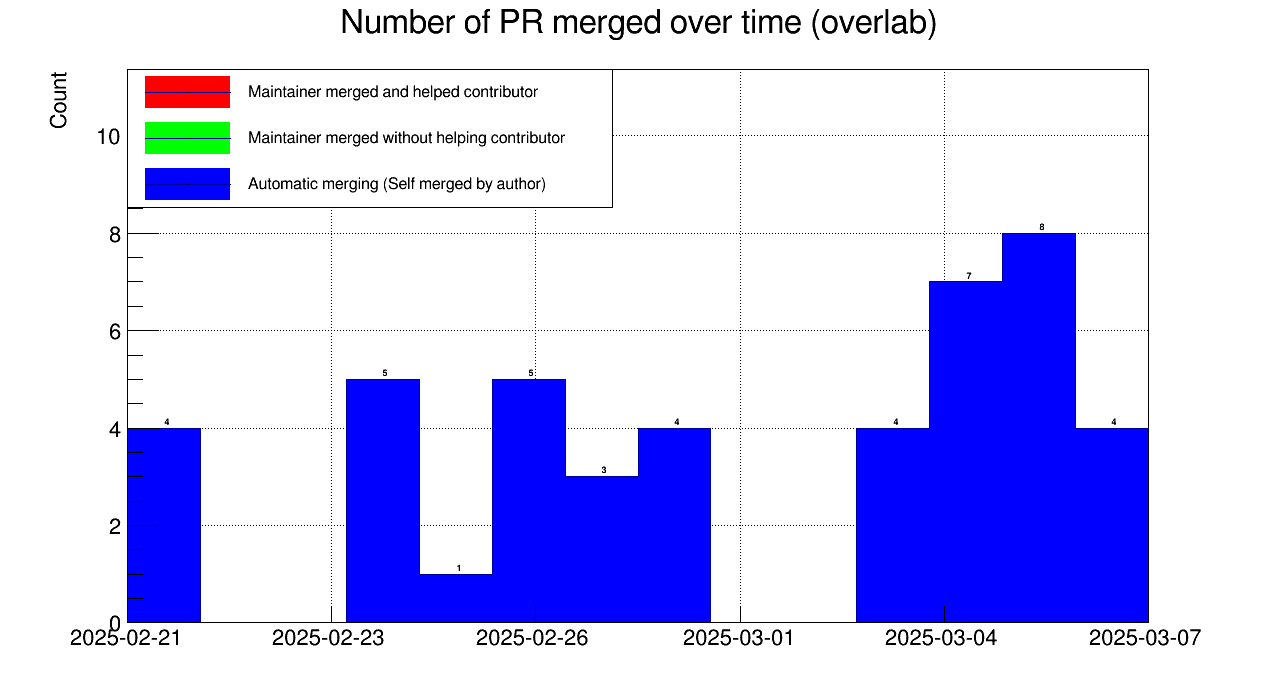 Number of PR merged over time (overlab)
Count
Maintainer merged and helped contributor
Maintainer merged without helping contributor
Automatic merging (Self merged by author)
10
8
6
4
2
0
4
5
1
5
3
4
4
7
8
4
2025-02-21 2025-02-23 2025-02-26 2025-03-01 2025-03-04 2025-03-07